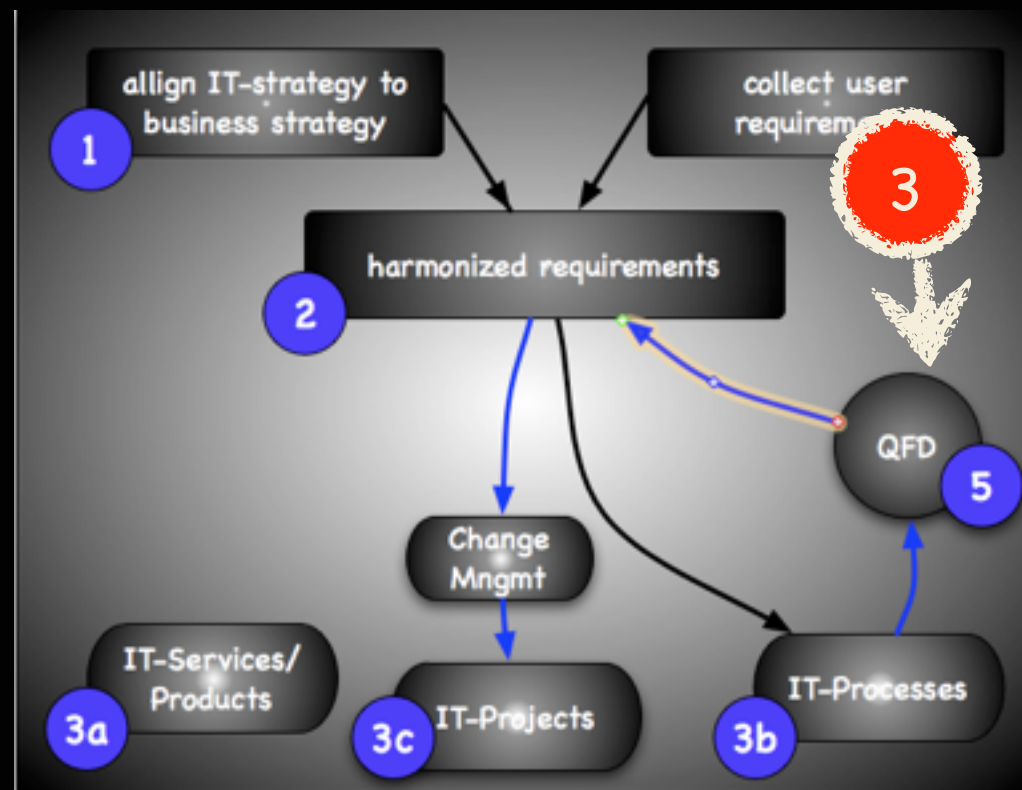 allign IT-strategy to
business strategy
1
collect user
3
harmonized requirements
2
QFD
5
Change
Mngmt
IT-Services/
Products
3a
IT-Projects
3c
IT-Processes
3b